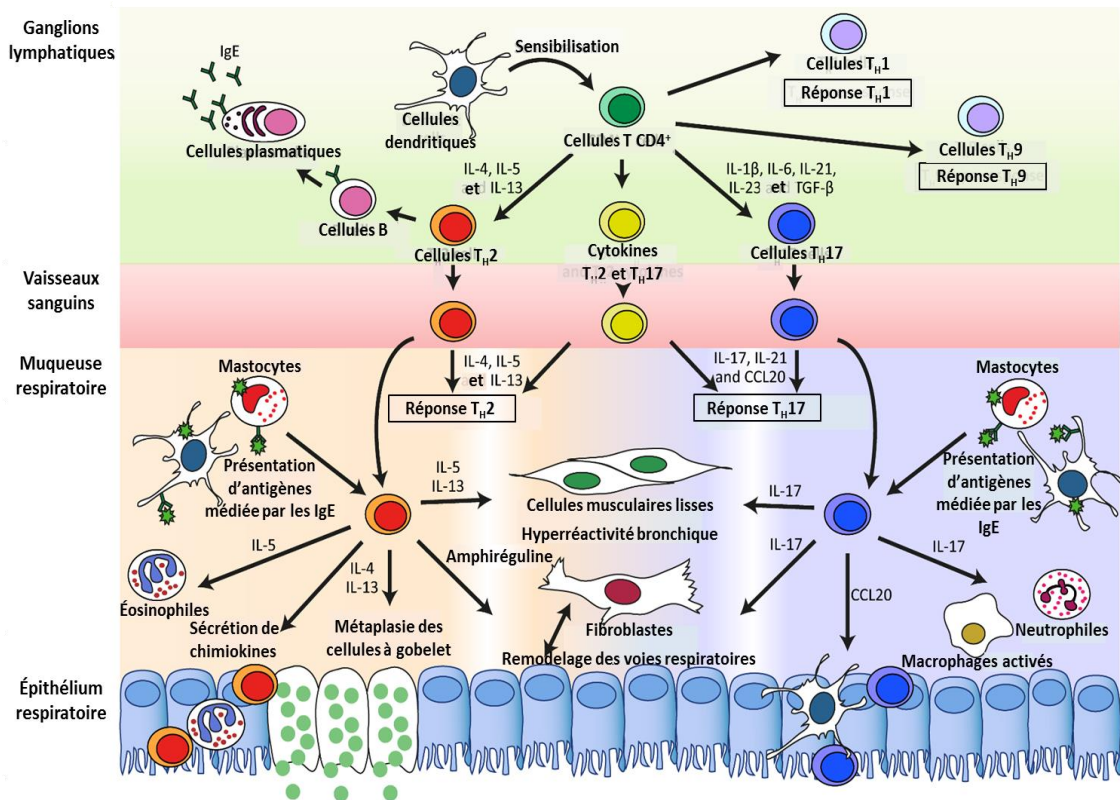 Ganglions
lymphatiques
IgE
Sensibilisation
Cellules TH1
Réponse TH1
Cellules
dendritiques
Cellules plasmatiques
Cellules T CD4+
Cellules TH9
Réponse TH9
IL-4, IL-5
et IL-13
IL-1β, IL-6, IL-21,
IL-23 et TGF-β
Cellules B
Cellules TH2
Cytokines
TH2 et TH17
Cellules TH17
Vaisseaux
sanguins
Muqueuse
respiratoire
Mastocytes
IL-4, IL-5
et IL-13
Réponse TH2
IL-17, IL-21
and CCL20
Réponse TH17
Mastocytes
Présentation
d'antigènes
médiée par les IgE
IL-5
IL-13
Cellules musculaires lisses
Hyperréactivité bronchique
IL-17
Présentation
d'antigènes
médiée par les
IgE
IL-5
IL-4
IL-13
Amphiréguline
IL-17
IL-17
CCL20
Éosinophiles
Sécrétion de
chimiokines
Métaplasie des
cellules à gobelet
Fibroblastes
Remodelage des voies respiratoires
Neutrophiles
Macrophages activés
Épithélium
respiratoire